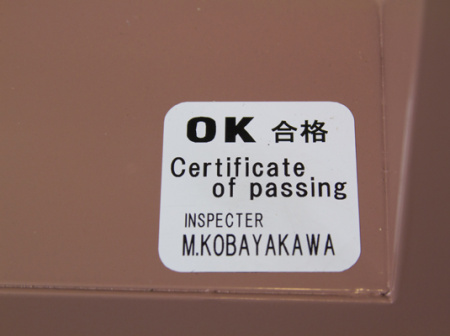 OK 合格
Certificate
of passing
INSPECTER
M.KOBAYAKAWA